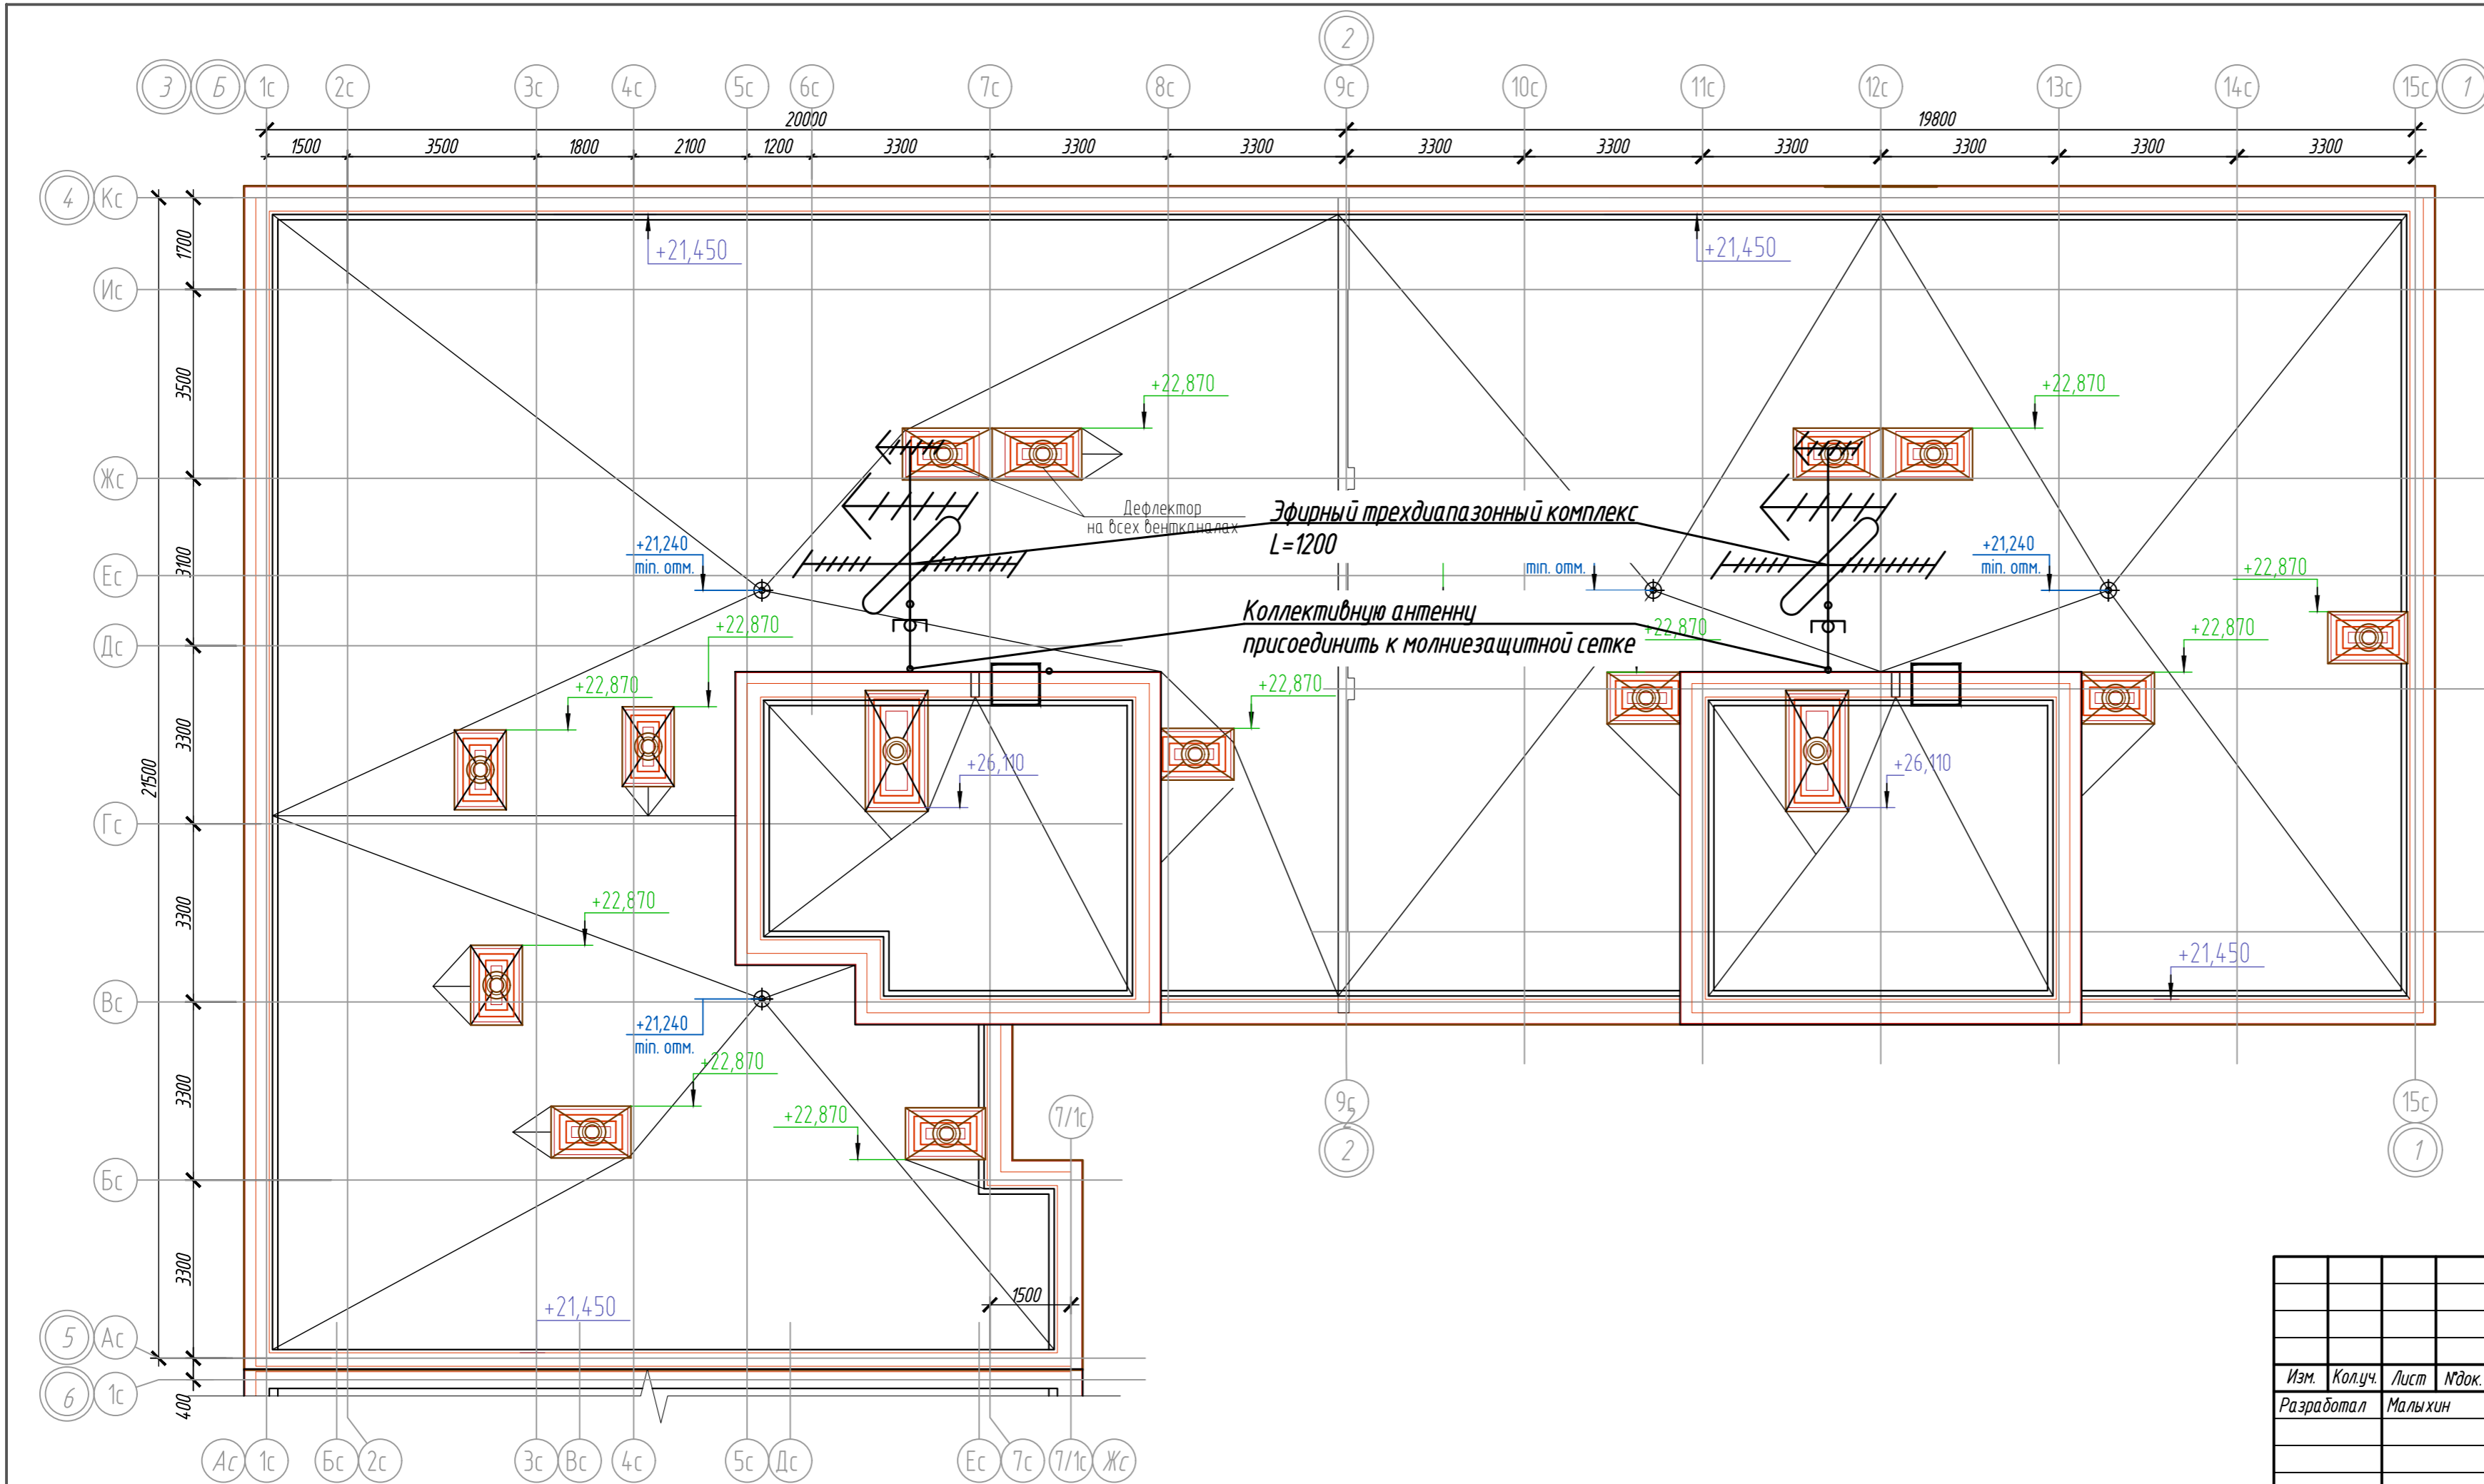 2
3 Б 1с 2с 3с 4с 5с 6с 7с 8с 9с 10с 11с 12с 13с 14с 15с 1
20000 19800
1500 3500 1800 2100 1200 3300 3300 3300 3300 3300 3300 3300 3300 3300
4 Кс
+21,450 +21,450
1700
Ис
3500
+22,870 +22,870
Жс
Дефлектор
на всех вентканалах
Эфирный трехдиапазонный комплекс
L=1200
3100
+21,240
min. отм.
min. отм.
+21,240
min. отм.
+22,870
Ес
Коллективную антенну
присоединить к молниезащитной сетке
+22,870 +22,870 +22,870
Дс
+22,870 +22,870
3300
21500
+26,110 +26,110
Гс
3300
+22,870
+21,450
Вс
+21,240
min. отм.
+22,870
3300
+22,870
7/1с
9с 15с
2
2 1
Бс
3300
1500
+21,450
5 Ас
6 1с
400
Изм. Кол.уч. Лист №док.
Разработал Малыхин
Ас 1с Бс 2с 3с Вс 4с 5с Дс Ес 7с 7/1с Жс